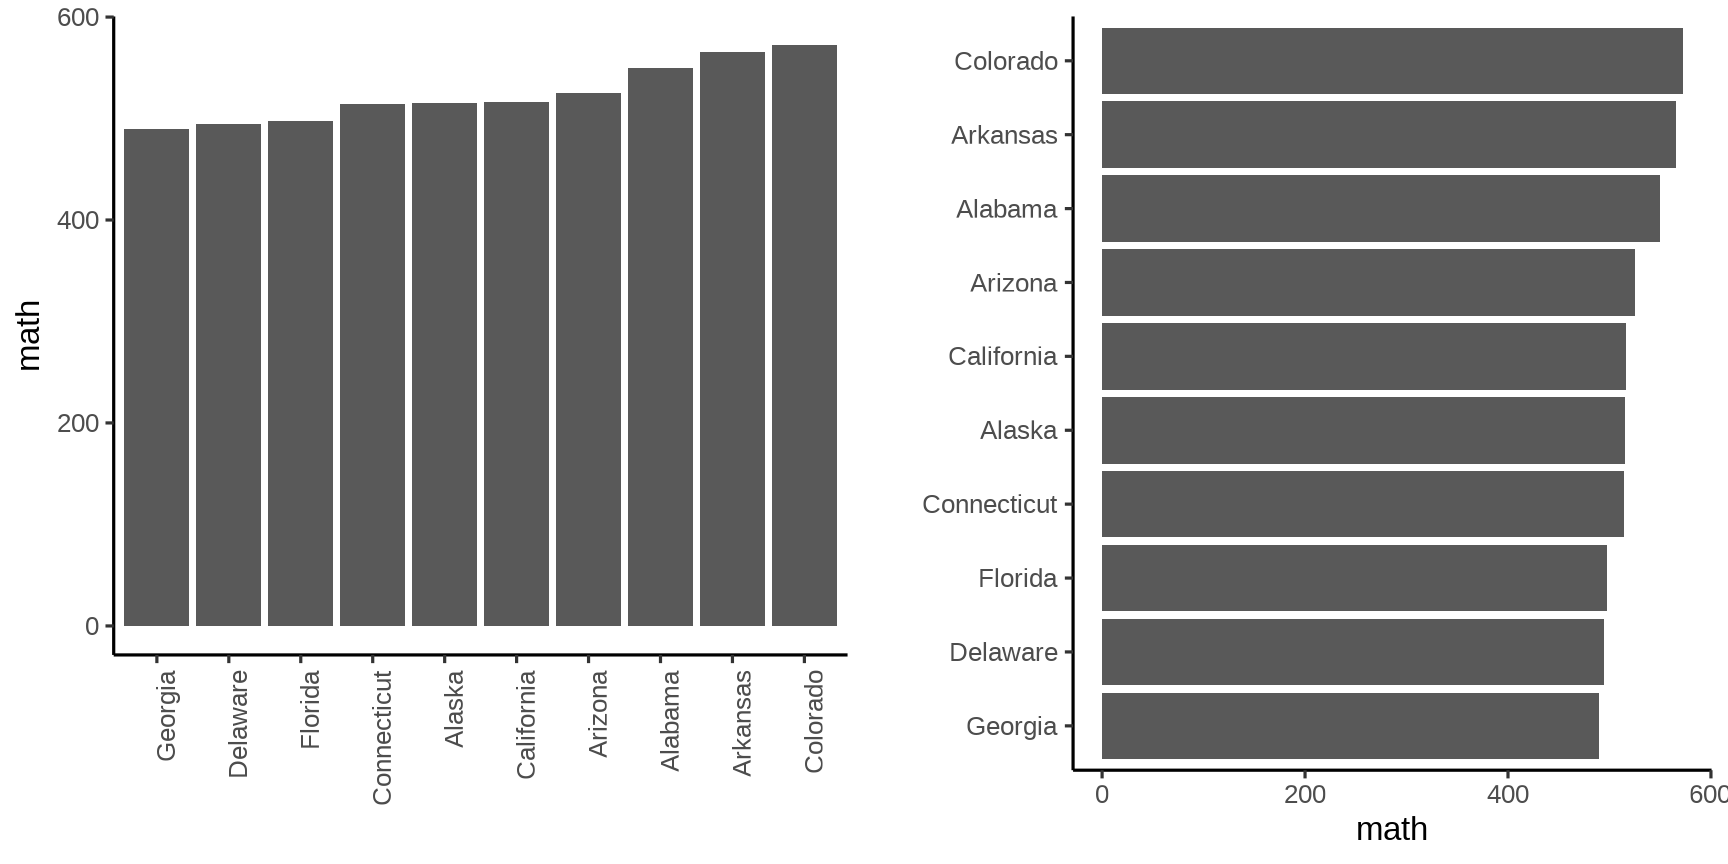 600
400
200
0
math
Georgia
Delaware
Florida
Connecticut
Alaska
California
Arizona
Alabama
Arkansas
Colorado
Colorado
Arkansas
Alabama
Arizona
California
Alaska
Connecticut
Florida
Delaware
Georgia
0 200 400 600
math